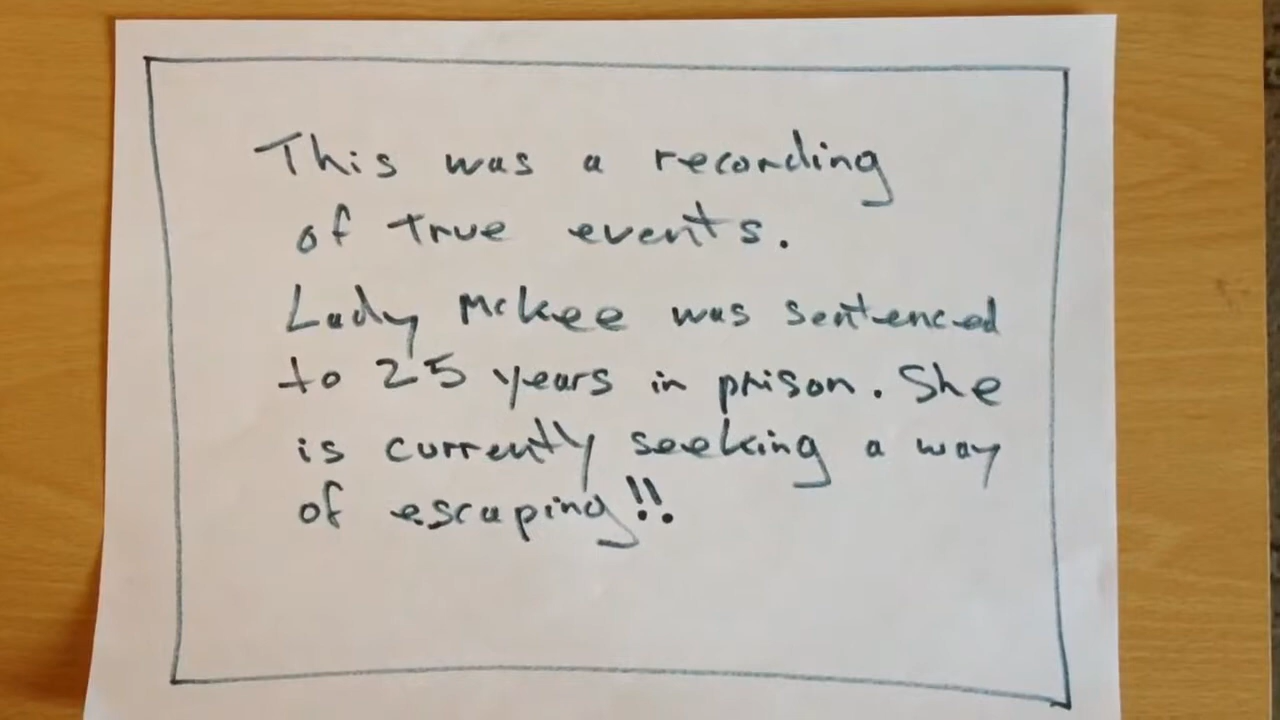 This was a recording
of true events.
Lady McKee was sentenced
to 25 years in prison. She
is currently seeking a way
of escaping!!